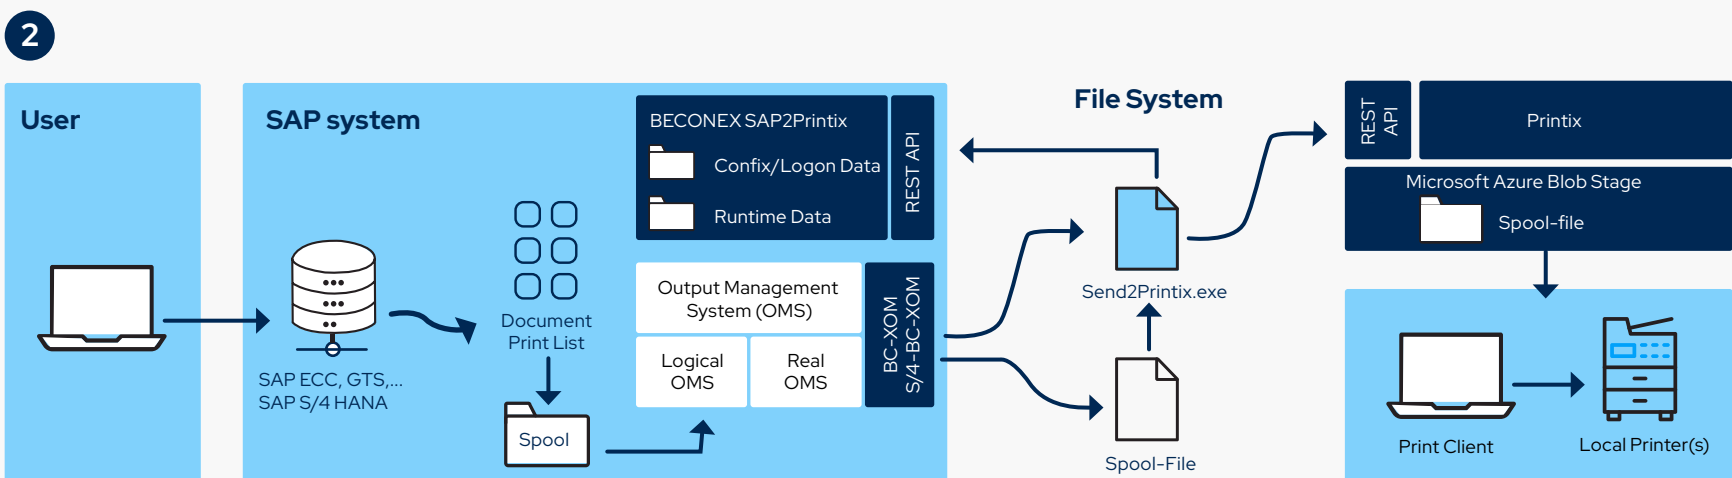 2
User
SAP system
SAP ECC, GTS,...
SAP S/4 HANA
Document
Print List
Spool
BECONEX SAP2Printix
Confix/Logon Data
Runtime Data
REST API
Output Management
System (OMS)
Logical
OMS
Real
OMS
BC-XOM
S/4-BC-XOM
File System
Send2Printix.exe
Spool-File
REST
API
Printix
Microsoft Azure Blob Stage
Spool-file
Print Client
Local Printer(s)